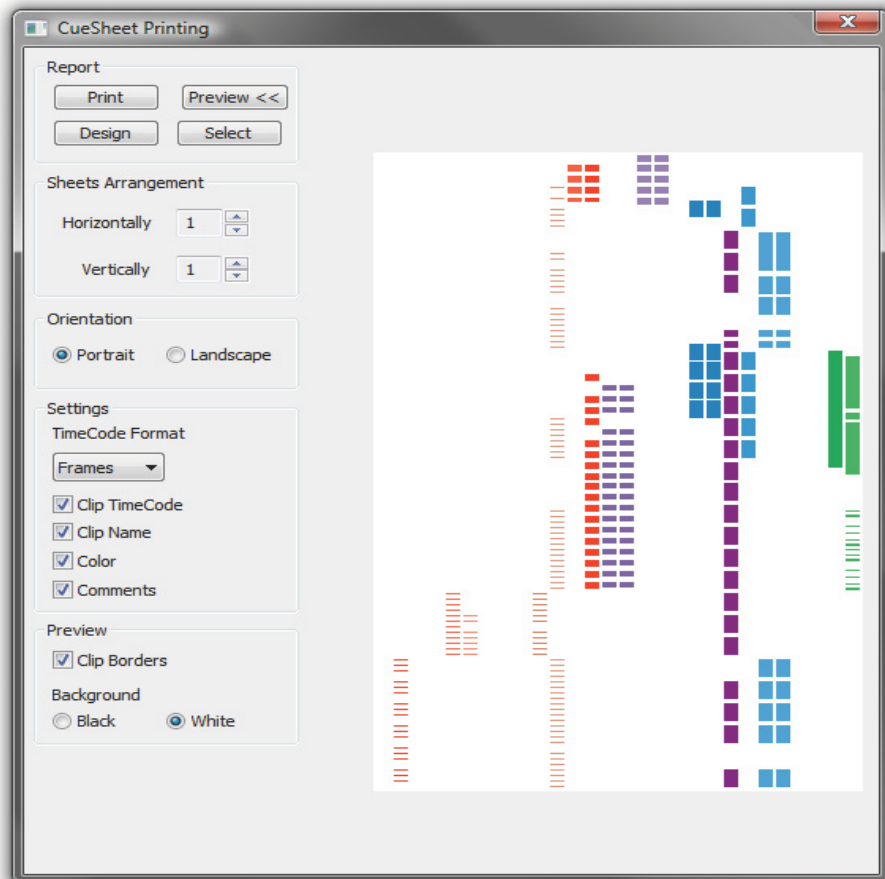 CueSheet Printing
Report
Print Preview <<
Design Select
Sheets Arrangement
Horizontally 1
Vertically 1
Orientation
Portrait Landscape
Settings
TimeCode Format
Frames
Clip TimeCode
Clip Name
Color
Comments
Preview
Clip Borders
Background
Black White